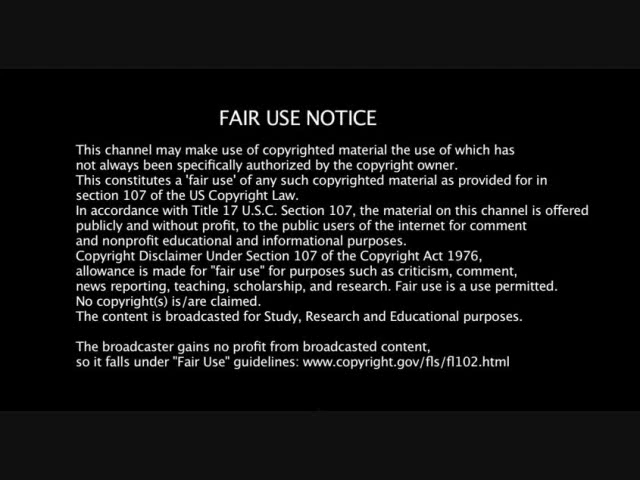 FAIR USE NOTICE
This channel may make use of copyrighted material the use of which has
not always been specifically authorized by the copyright owner.
This constitutes a 'fair use' of any such copyrighted material as provided for in
section 107 of the US Copyright Law.
In accordance with Title 17 U.S.C. Section 107, the material on this channel is offered
publicly and without profit, to the public users of the internet for comment
and nonprofit educational and informational purposes.
Copyright Disclaimer Under Section 107 of the Copyright Act 1976,
allowance is made for "fair use" for purposes such as criticism, comment,
news reporting, teaching, scholarship, and research. Fair use is a use permitted.
No copyright(s) is/are claimed.
The content is broadcasted for Study, Research and Educational purposes.
The broadcaster gains no profit from broadcasted content,
so it falls under "Fair Use" guidelines: www.copyright.gov/fls/fl102.html